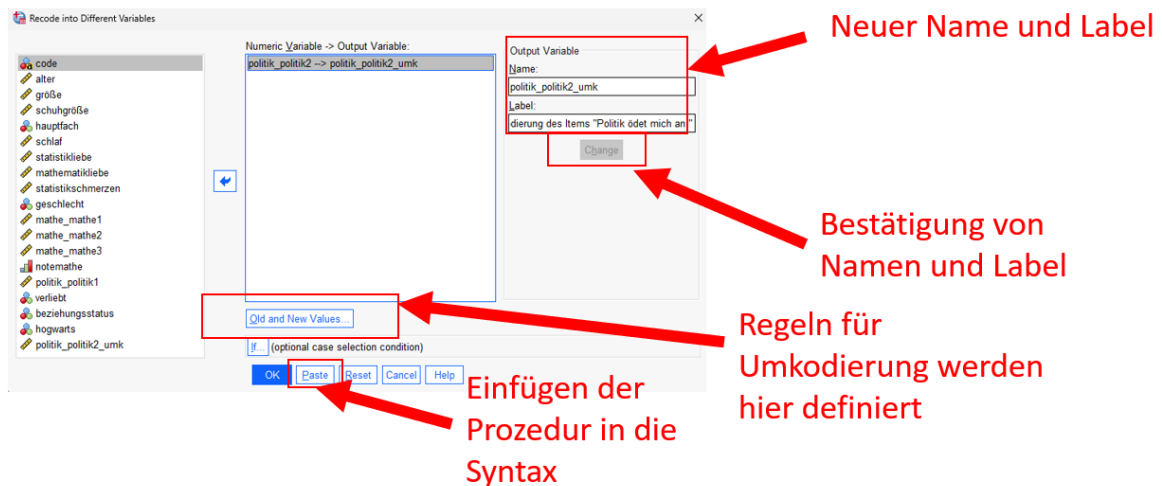 Recode into Different Variables
code
alter
größe
schuhgröße
hauptfach
schlaf
statistikliebe
mathematikliebe
statistikschmerzen
geschlecht
mathe_mathe1
mathe_mathe2
mathe_mathe3
notemathe
politik_politik1
verliebt
beziehungsstatus
hogwarts
politik_politik2_umk
Numeric Variable -> Output Variable:
politik_politik2 --> politik_politik2_umk
Old and New Values...
If... (optional case selection condition)
OK Paste Reset Cancel Help
Output Variable
Name:
politik_politik2_umk
Label:
dierung des Items "Politik ödet mich an"
Change
Neuer Name und Label
Bestätigung von
Namen und Label
Regeln für
Umkodierung werden
hier definiert
Einfügen der
Prozedur in die
Syntax